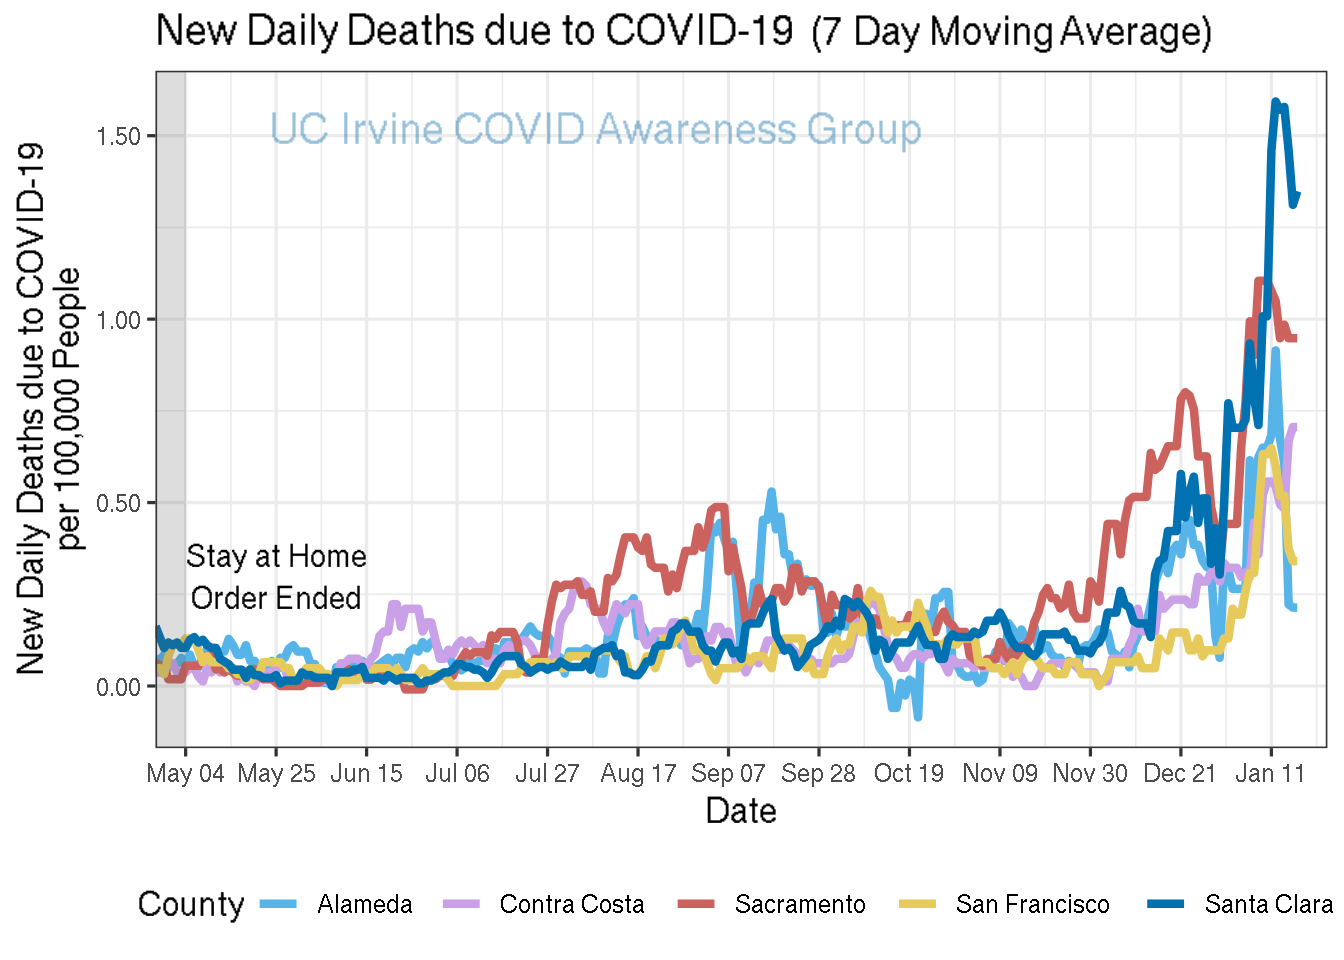 New Daily Deaths due to COVID-19 (7 Day Moving Average)
UC Irvine COVID Awareness Group
New Daily Deaths due to COVID-19
per 100,000 People
1.50
1.00
0.50
0.00
Stay at Home
Order Ended
May 04 May 25 Jun 15 Jul 06 Jul 27 Aug 17 Sep 07 Sep 28 Oct 19 Nov 09 Nov 30 Dec 21 Jan 11
Date
County Alameda Contra Costa Sacramento San Francisco Santa Clara